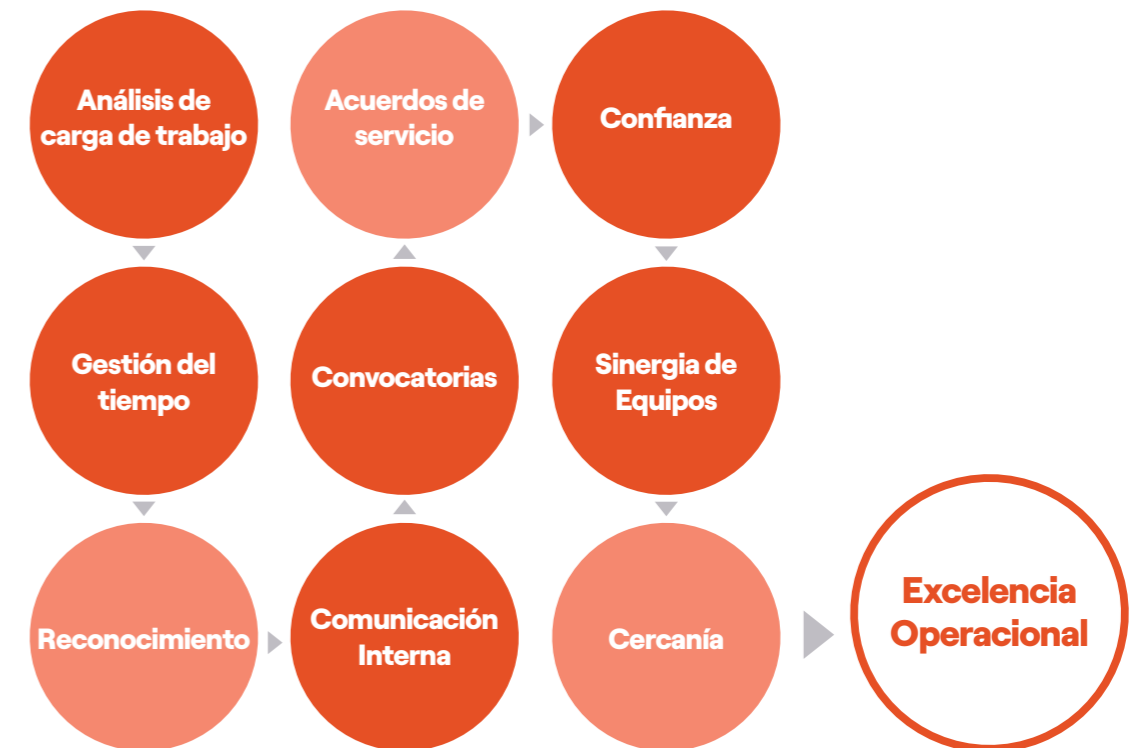 Análisis de
carga de trabajo
Gestión del
tiempo
Reconocimiento
Comunicación
Interna
Convocatorias
Acuerdos de
servicio
Confianza
Sinergia de
Equipos
Cercanía
Excelencia
Operacional